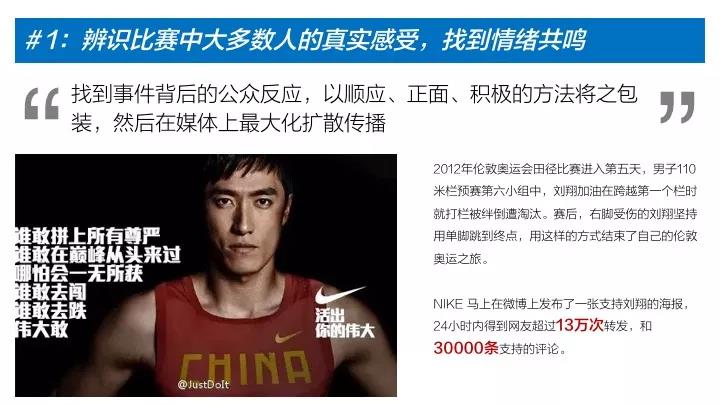 #1：辨识比赛中大多数人的真实感受，找到情绪共鸣
“找到事件背后的公众反应，以顺应、正面、积极的方法将之包
装，然后在媒体上最大化扩散传播”
谁敢拼上所有尊严
谁敢在巅峰从头来过
哪怕会一无所获
谁敢去闯
谁敢去跌
伟大敢
活出
你的伟大
CHINA
@JustDoIt
2012年伦敦奥运会田径比赛进入第五天，男子110
米栏预赛第六小组中，刘翔加油在跨越第一个栏时
就打栏被绊倒遭淘汰。赛后，右脚受伤的刘翔坚持
用单脚跳到终点，用这样的方式结束了自己的伦敦
奥运之旅。
NIKE 马上在微博上发布了一张支持刘翔的海报，
24小时内得到网友超过13万次转发，和
30000条支持的评论。